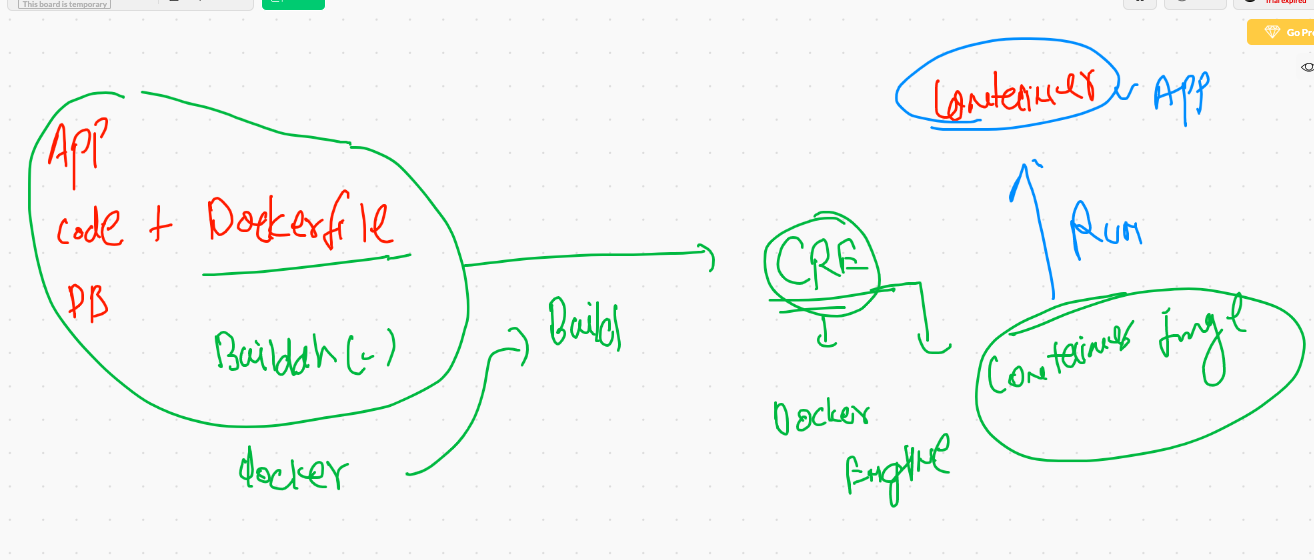 This board is temporary
Trial expired
Go Pr
Container App
App
code + Dockerfile
DB
Run
CRE
Build
Buildah (-)
Container Image
Docker
Engine
docker